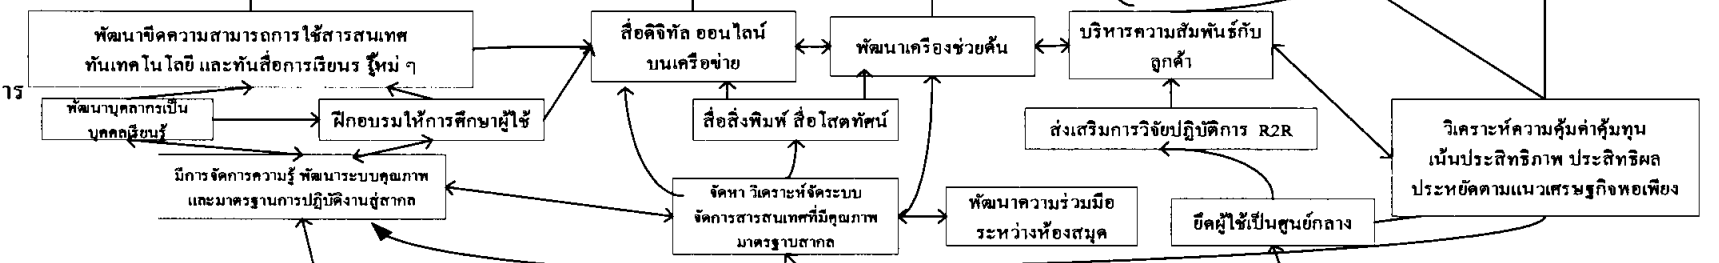 พัฒนาขีดความสามารถการใช้สารสนเทศ
ทันเทคโนโลยี และทันสื่อการเรียนร ู้ใหม่ ๆ
สื่อดิจิทัล ออนไลน์
บนเครือข่าย
พัฒนาเครื่องช่วยค้น
บริหารความสัมพันธ์กับ
ลูกค้า
าร
พัฒนาบุคลากรเป็น
บุคคลเรียนรู้
ฝึกอบรมให้การศึกษาผู้ใช้
สื่อสิ่งพิมพ์ สื่อโสตทัศน์
ส่งเสริมการวิจัยปฏิบัติการ R2R
วิเคราะห์ความคุ้มค่าคุ้มทุน
เน้นประสิทธิภาพ ประสิทธิผล
ประหยัดตามแนวเศรษฐกิจพอเพียง
มีการจัดการความรู้ พัฒนาระบบคุณภาพ
และมาตรฐานการปฏิบัติงานสู่สากล
จัดหา วิเคราะห์จัดระบบ
จัดการสารสนเทศที่มีคุณภาพ
มาตรฐานสากล
พัฒนาความร่วมมือ
ระหว่างห้องสมุด
ยึดผู้ใช้เป็นศูนย์กลาง